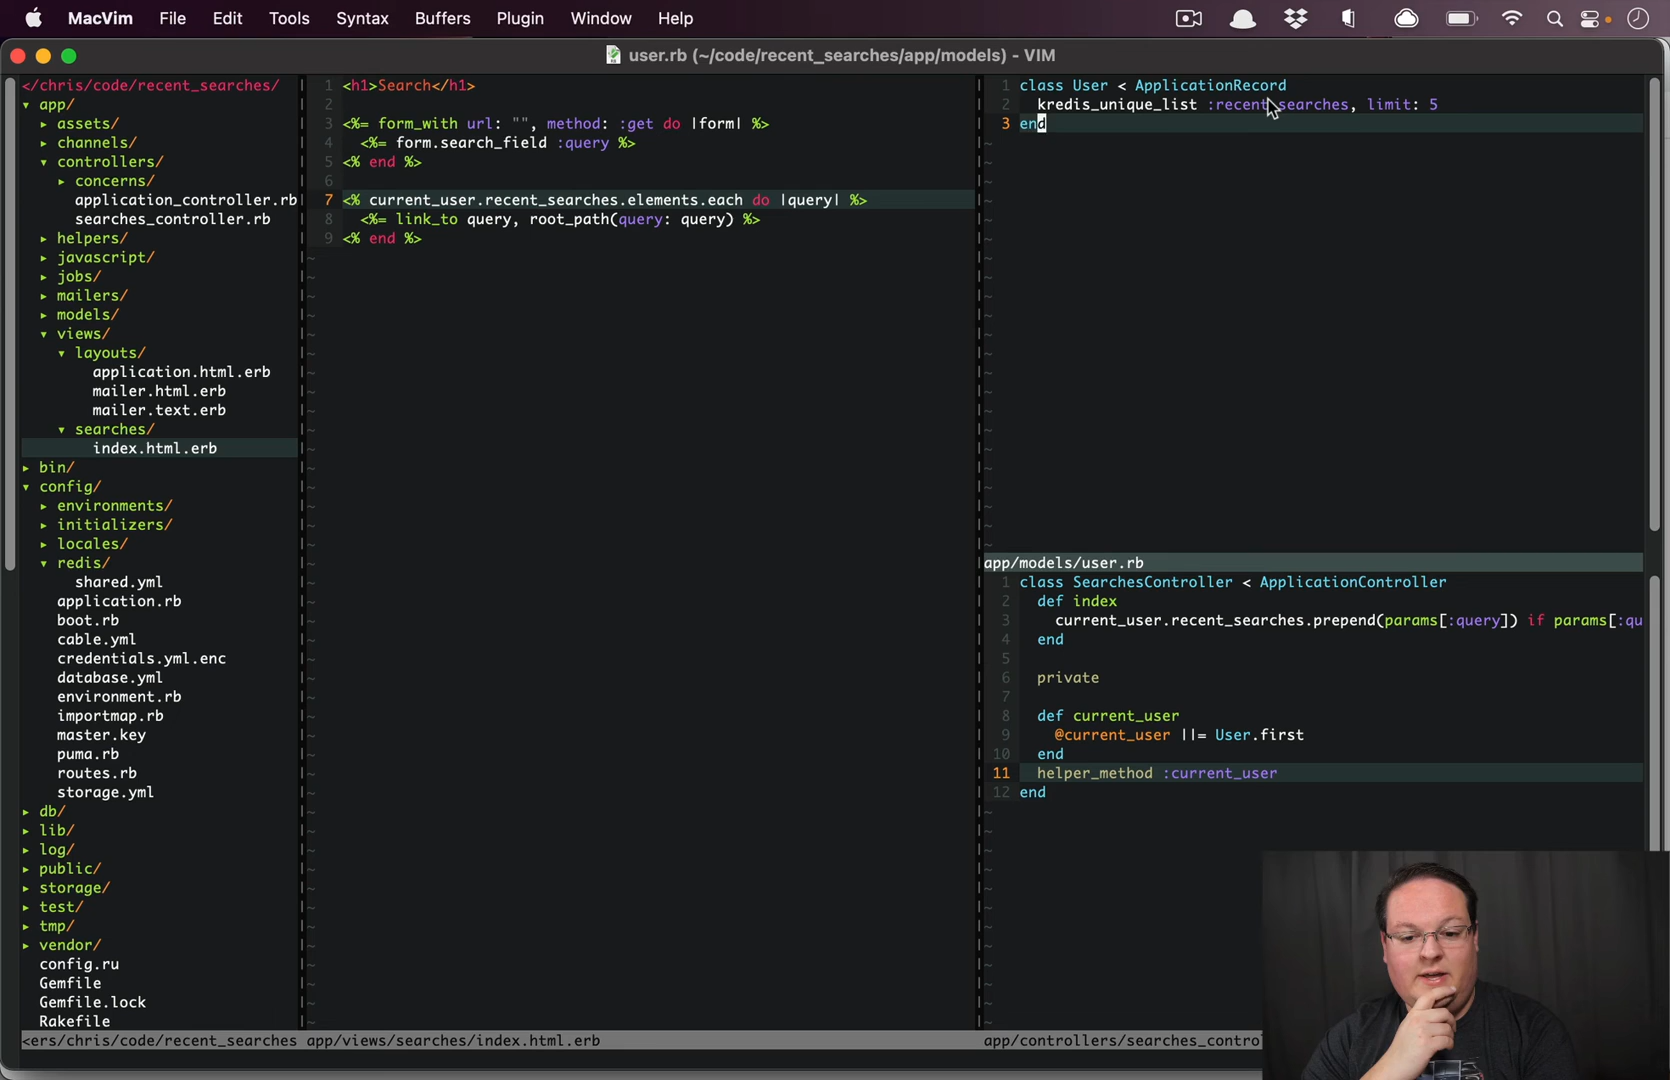 MacVim File Edit Tools Syntax Buffers Plugin Window Help
user.rb (~/code/recent_searches/app/models) - VIM
</chris/code/recent_searches/
▾ app/
▸ assets/
▸ channels/
▾ controllers/
▸ concerns/
application_controller.rb
searches_controller.rb
▸ helpers/
▸ javascript/
▸ jobs/
▸ mailers/
▸ models/
▾ views/
▾ layouts/
application.html.erb
mailer.html.erb
mailer.text.erb
▾ searches/
index.html.erb
▸ bin/
▾ config/
▸ environments/
▸ initializers/
▸ locales/
▾ redis/
shared.yml
application.rb
boot.rb
cable.yml
credentials.yml.enc
database.yml
environment.rb
importmap.rb
master.key
puma.rb
routes.rb
storage.yml
▸ db/
▸ lib/
▸ log/
▸ public/
▸ storage/
▸ test/
▸ tmp/
▸ vendor/
config.ru
Gemfile
Gemfile.lock
Rakefile
<ers/chris/code/recent_searches
1 <h1>Search</h1>
2
3 <%= form_with url: "", method: :get do |form| %>
4 <%= form.search_field :query %>
5 <% end %>
6
7 <% current_user.recent_searches.elements.each do |query| %>
8 <%= link_to query, root_path(query: query) %>
9 <% end %>
app/views/searches/index.html.erb
1 class User < ApplicationRecord
2 kredis_unique_list :recent_searches, limit: 5
3 end
app/models/user.rb
1 class SearchesController < ApplicationController
2 def index
3 current_user.recent_searches.prepend(params[:query]) if params[:qu
4 end
5
6 private
7
8 def current_user
9 @current_user ||= User.first
10 end
11 helper_method :current_user
12 end
app/controllers/searches_contro